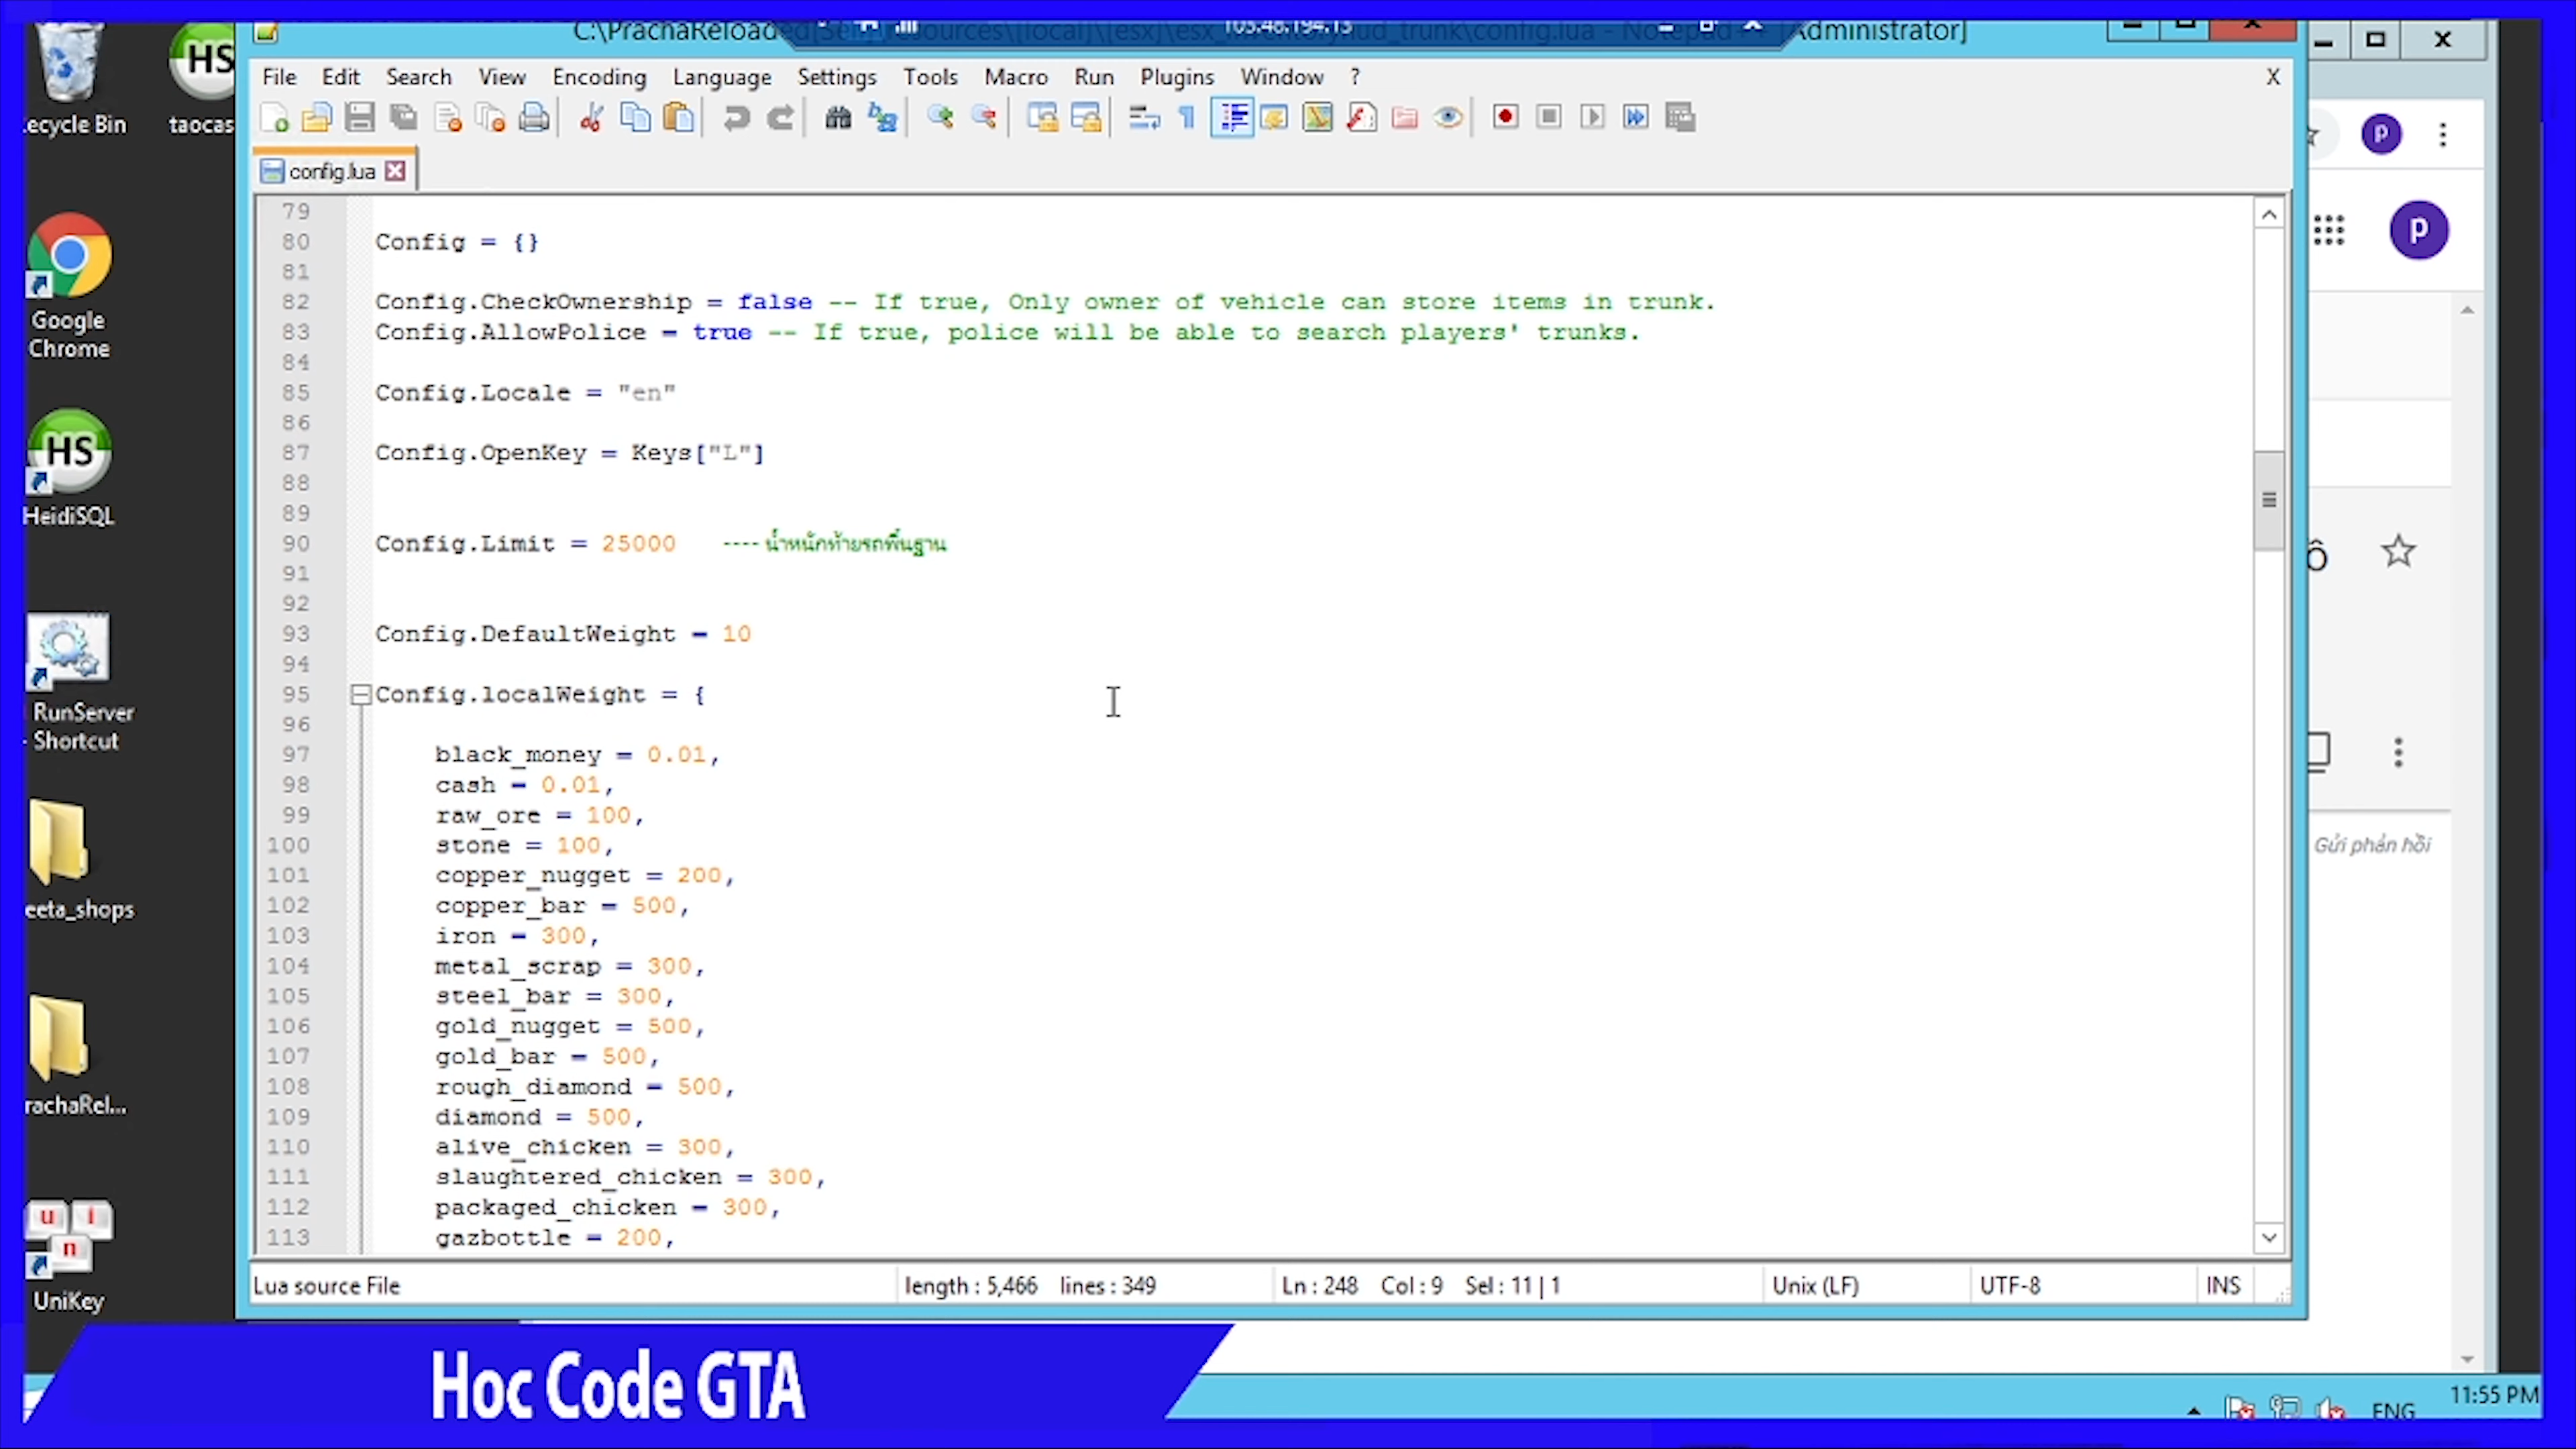 Recycle Bin
taocas
Google
Chrome
HeidiSQL
RunServer
- Shortcut
eeta_shops
rachaRel...
UniKey
File Edit Search View Encoding Language Settings Tools Macro Run Plugins Window ? X
config.lua
79
80 Config = {}
81
82 Config.CheckOwnership = false -- If true, Only owner of vehicle can store items in trunk.
83 Config.AllowPolice = true -- If true, police will be able to search players' trunks.
84
85 Config.Locale = "en"
86
87 Config.OpenKey = Keys["L"]
88
89
90 Config.Limit = 25000 ---- น้ำหนักท้ายรถพื้นฐาน
91
92
93 Config.DefaultWeight = 10
94
95 Config.localWeight = {
96
97 black_money = 0.01,
98 cash = 0.01,
99 raw_ore = 100,
100 stone = 100,
101 copper_nugget = 200,
102 copper_bar = 500,
103 iron = 300,
104 metal_scrap = 300,
105 steel_bar = 300,
106 gold_nugget = 500,
107 gold_bar = 500,
108 rough_diamond = 500,
109 diamond = 500,
110 alive_chicken = 300,
111 slaughtered_chicken = 300,
112 packaged_chicken = 300,
113 gazbottle = 200,
Lua source File length : 5,466 lines : 349 Ln : 248 Col : 9 Sel : 11 | 1 Unix (LF) UTF-8 INS
p
p
ô
Gửi phản hồi
Hoc Code GTA
ENG
11:55 PM